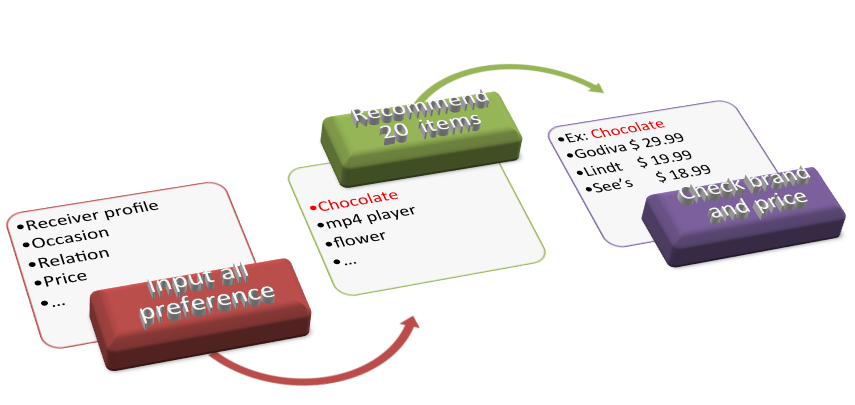 •Receiver profile
•Occasion
•Relation
•Price
•...
Input all
preference
Recommend
20 items
•Chocolate
•mp4 player
•flower
•...
•Ex: Chocolate
•Godiva $ 29.99
•Lindt $ 19.99
•See’s $ 18.99
Check brand
and price